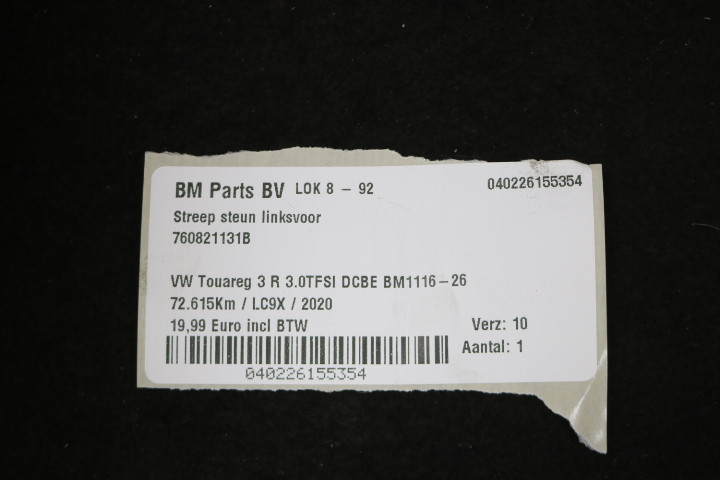 BM Parts BV LOK 8 - 92 040226155354
Streep steun linksvoor
760821131B
VW Touareg 3 R 3.0TFSI DCBE BM1116-26
72.615Km / LC9X / 2020
19,99 Euro incl BTW Verz: 10
Aantal: 1
040226155354